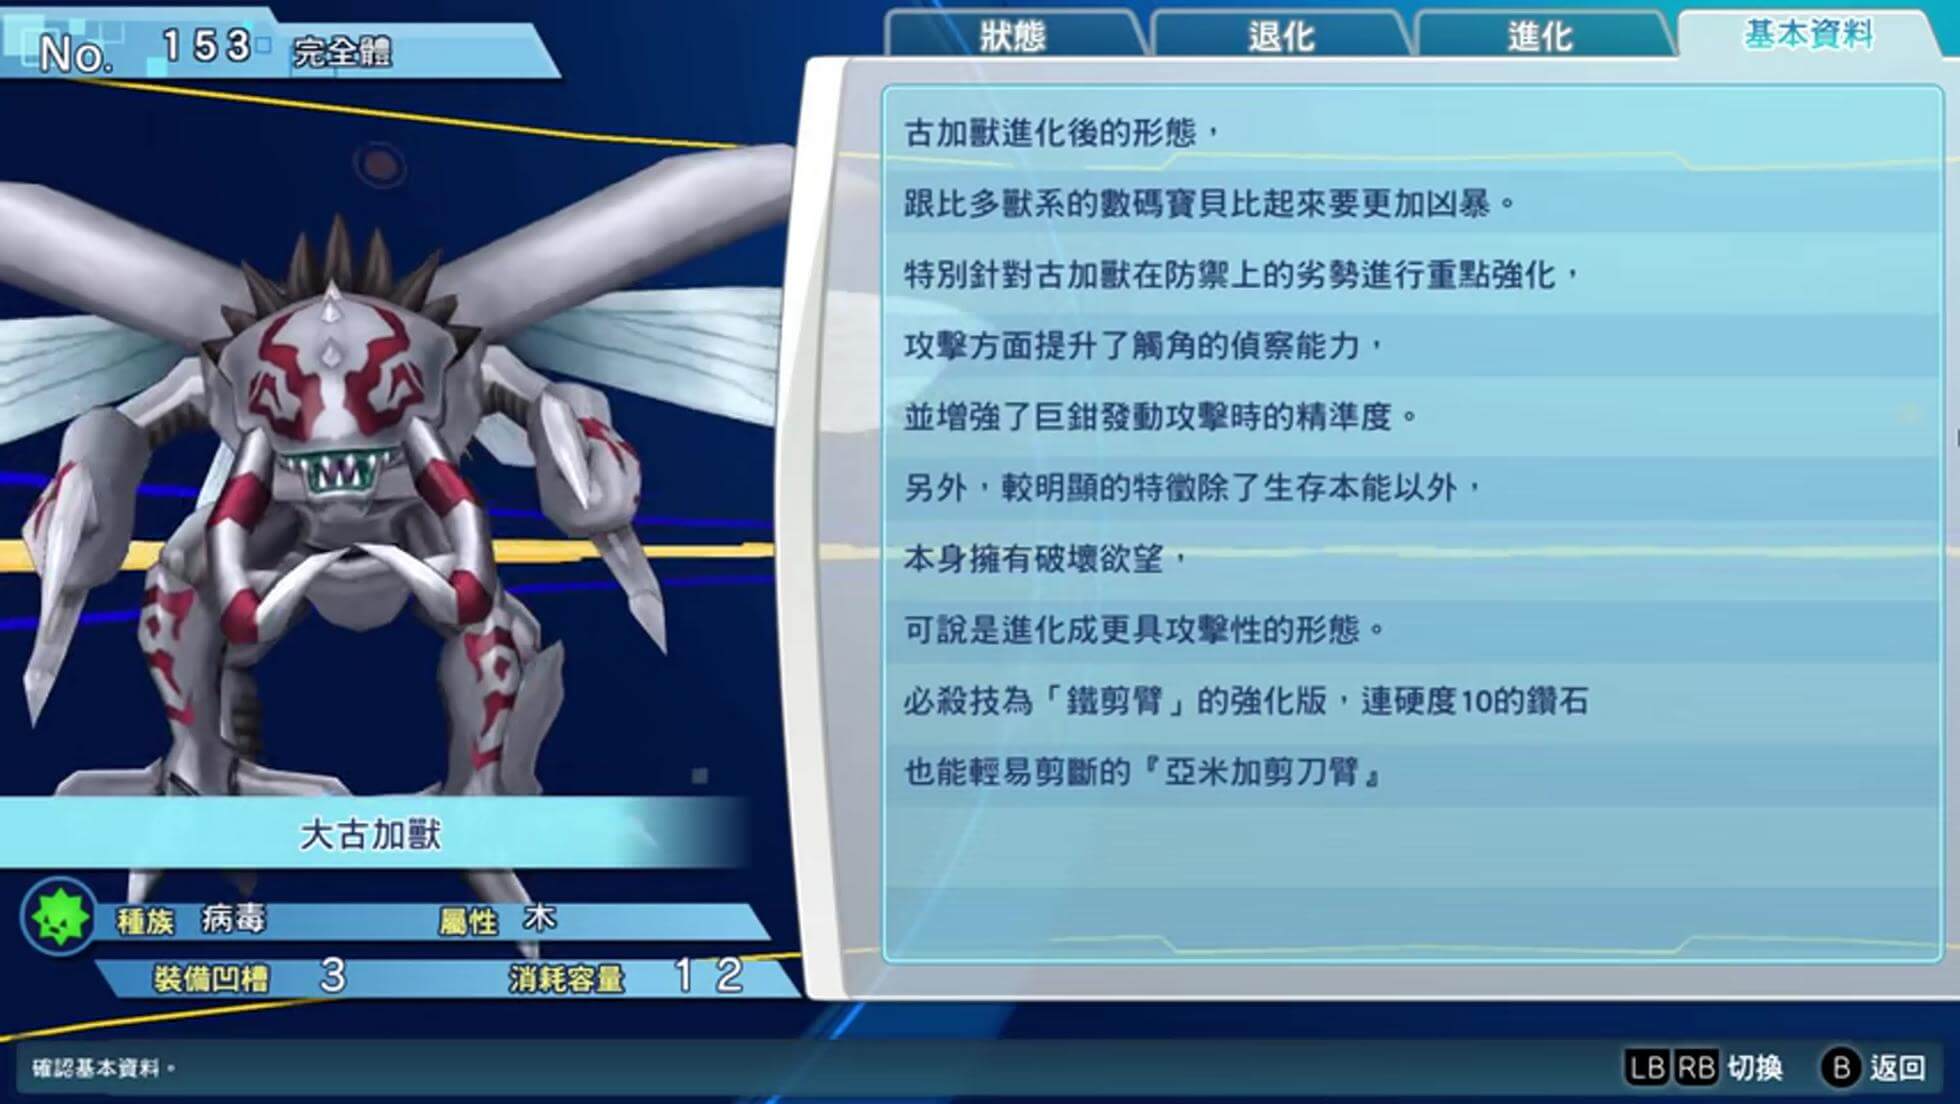 No. 153 完全體
狀態 退化 進化 基本資料
古加獸進化後的形態，
跟比多獸系的數碼寶貝比起來要更加凶暴。
特別針對古加獸在防禦上的劣勢進行重點強化，
攻擊方面提升了觸角的偵察能力，
並增強了巨鉗發動攻擊時的精準度。
另外，較明顯的特徵除了生存本能以外，
本身擁有破壞欲望，
可說是進化成更具攻擊性的形態。
必殺技為「鐵剪臂」的強化版，連硬度10的鑽石
也能輕易剪斷的『亞米加剪刀臂』
大古加獸
種族 病毒 屬性 木
裝備凹槽 3 消耗容量 12
確認基本資料。
LB RB 切換 B 返回